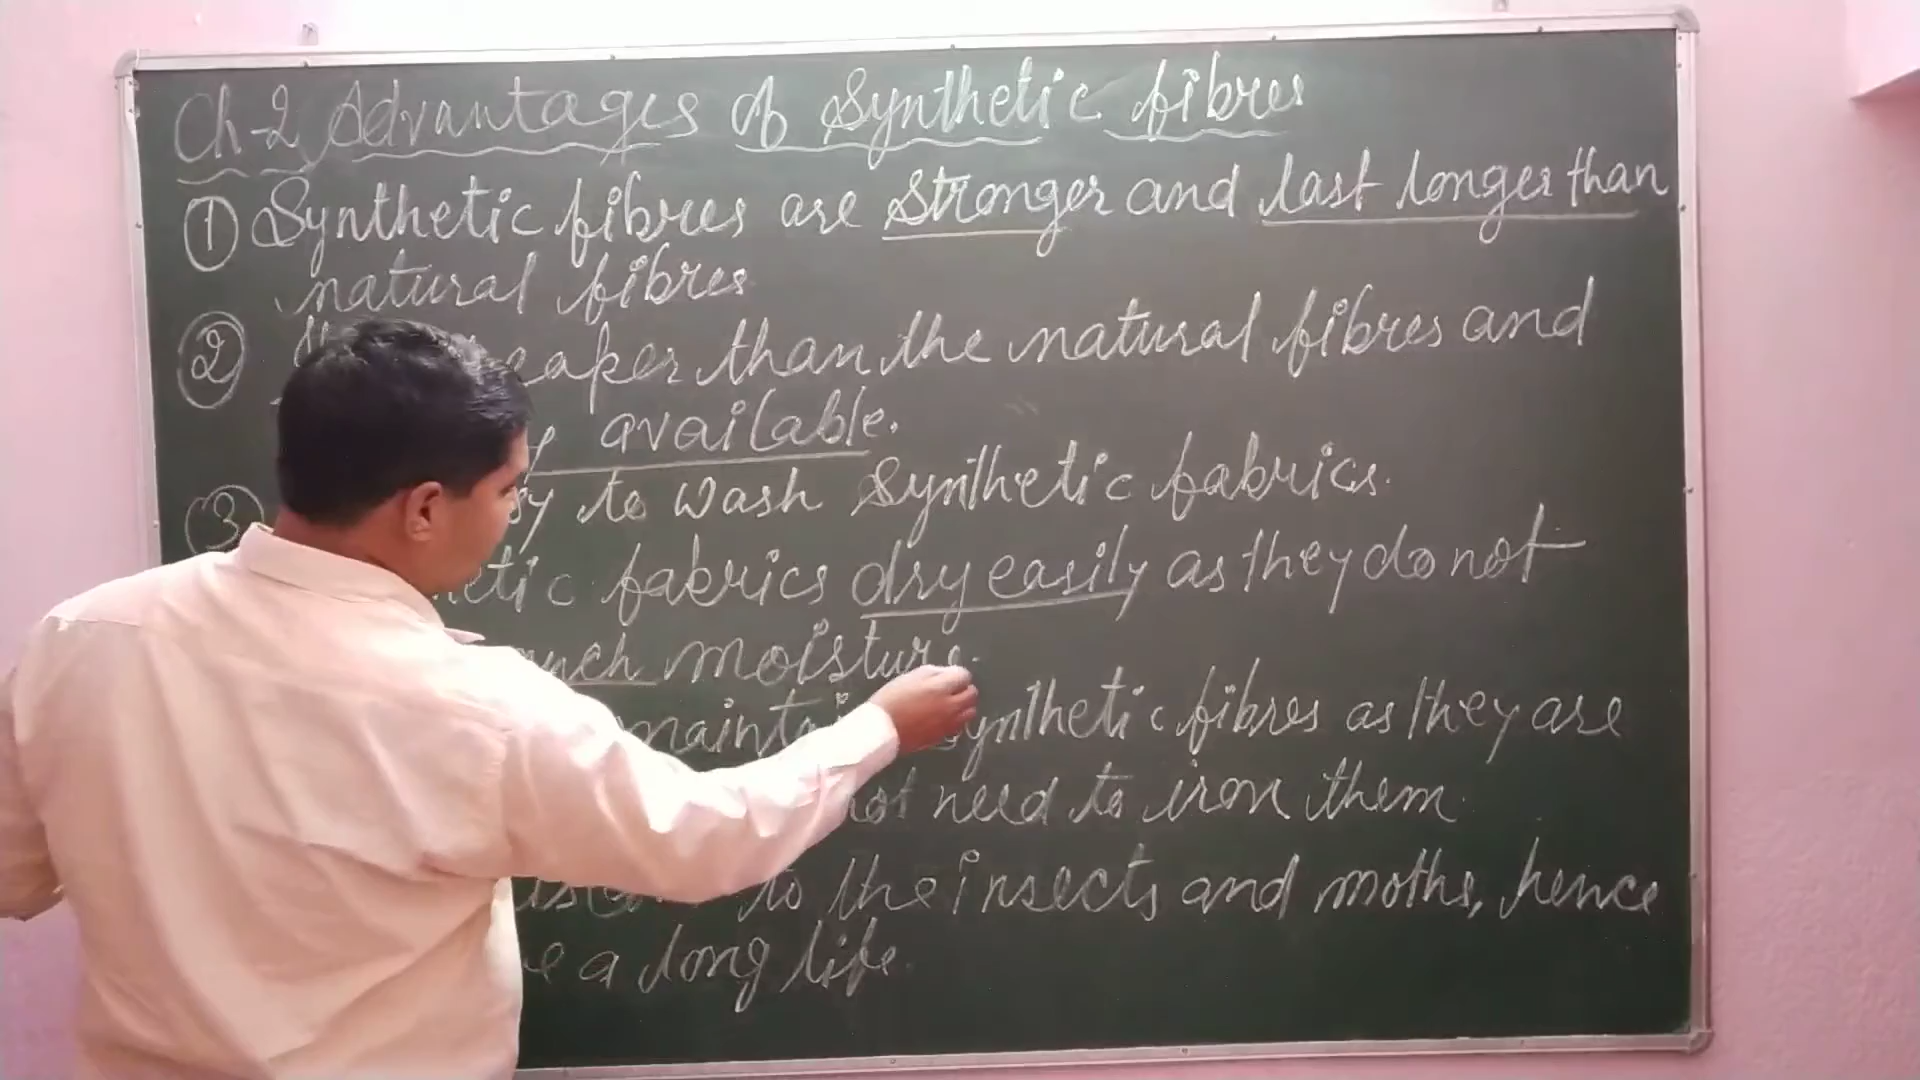 Ch-2 Advantages of Synthetic fibres
① Synthetic fibres are stronger and last longer than
natural fibres
② than the natural fibres and
available.
③ to wash synthetic fabrics.
fabrics dry easily as they do not
much moisture.
synthetic fibres as they are
not need to iron them
to the insects and moths, hence
a long life.